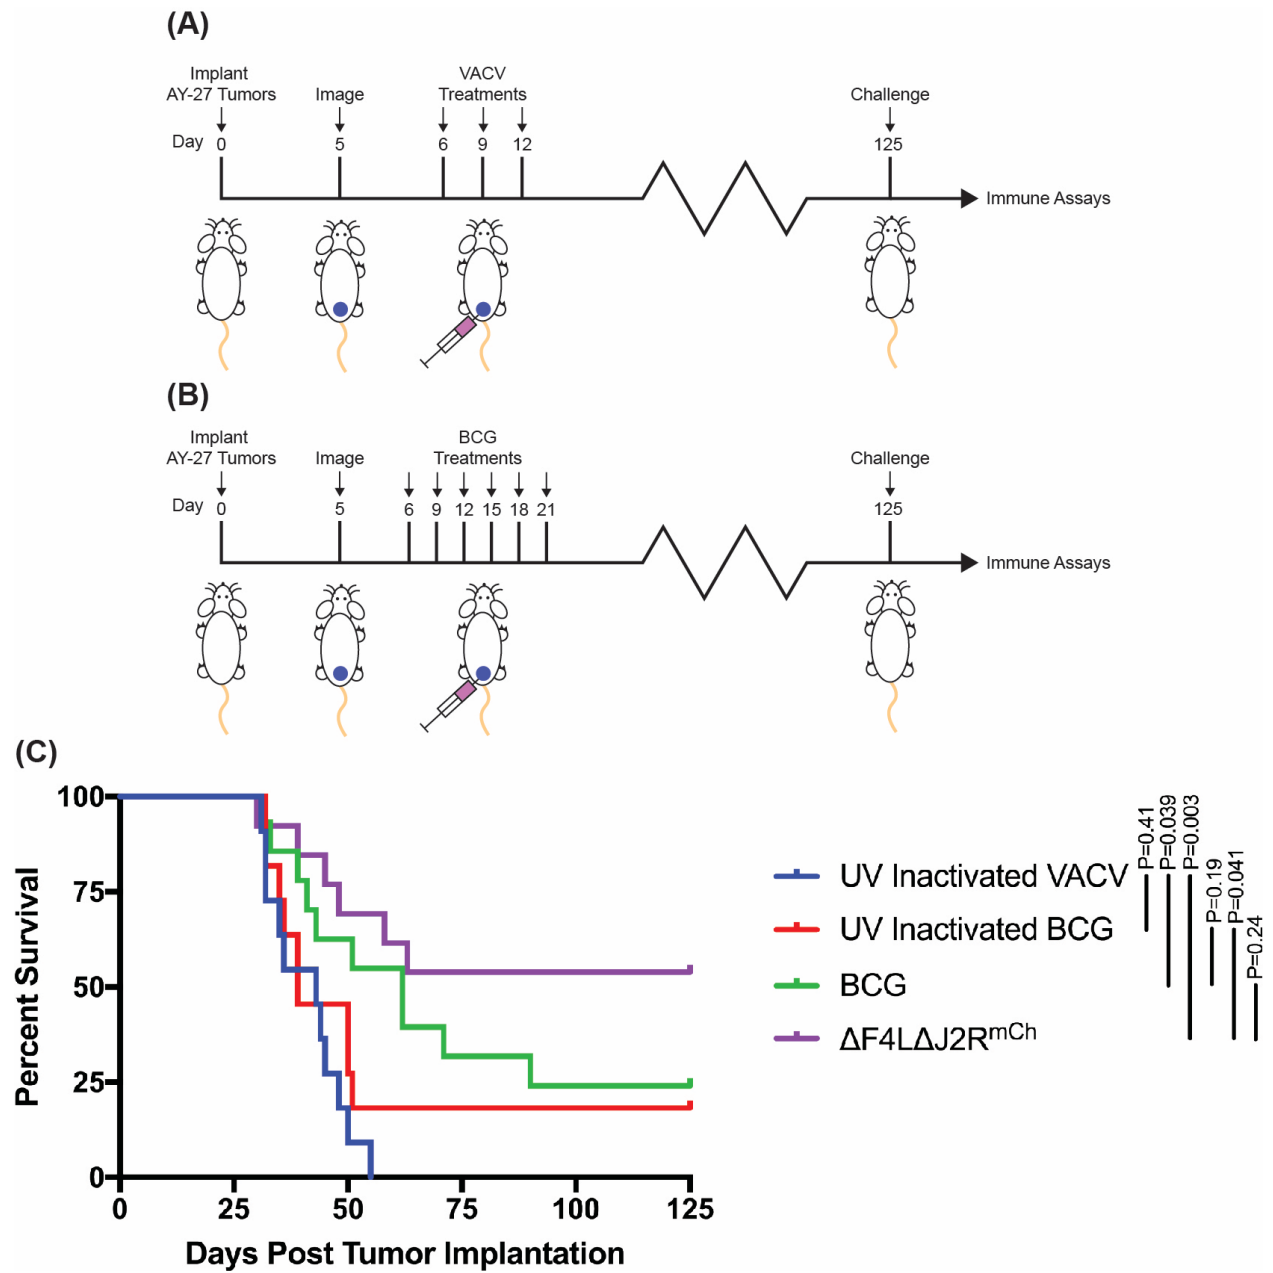 (A)
Implant
AY-27 Tumors
Image
VACV
Treatments
Challenge
Day 0 5 6 9 12 125
Immune Assays
(B)
Implant
AY-27 Tumors
Image
BCG
Treatments
Challenge
Day 0 5 6 9 12 15 18 21 125
Immune Assays
(C)
Percent Survival
100
75
50
25
0
0 25 50 75 100 125
Days Post Tumor Implantation
UV Inactivated VACV
UV Inactivated BCG
BCG
ΔF4LΔJ2RmCh
P=0.41
P=0.039
P=0.003
P=0.19
P=0.041
P=0.24